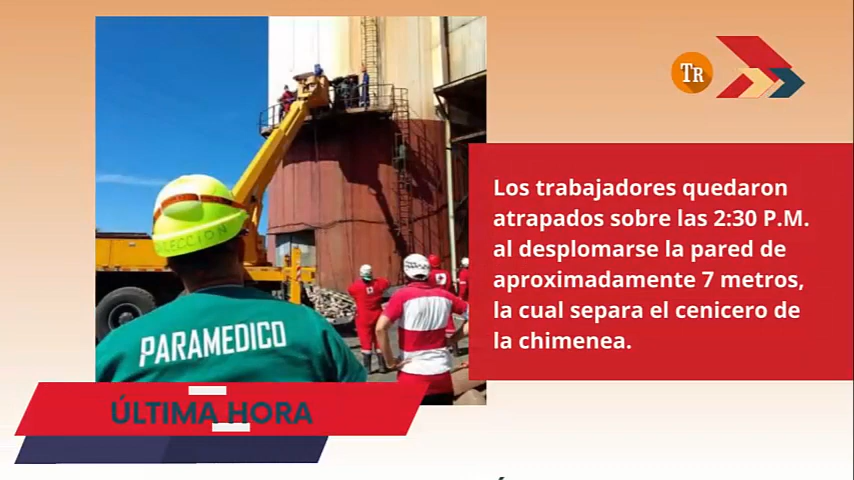 TR
Los trabajadores quedaron
atrapados sobre las 2:30 P.M.
al desplomarse la pared de
aproximadamente 7 metros,
la cual separa el cenicero de
la chimenea.
PARAMEDICO
ÚLTIMA HORA